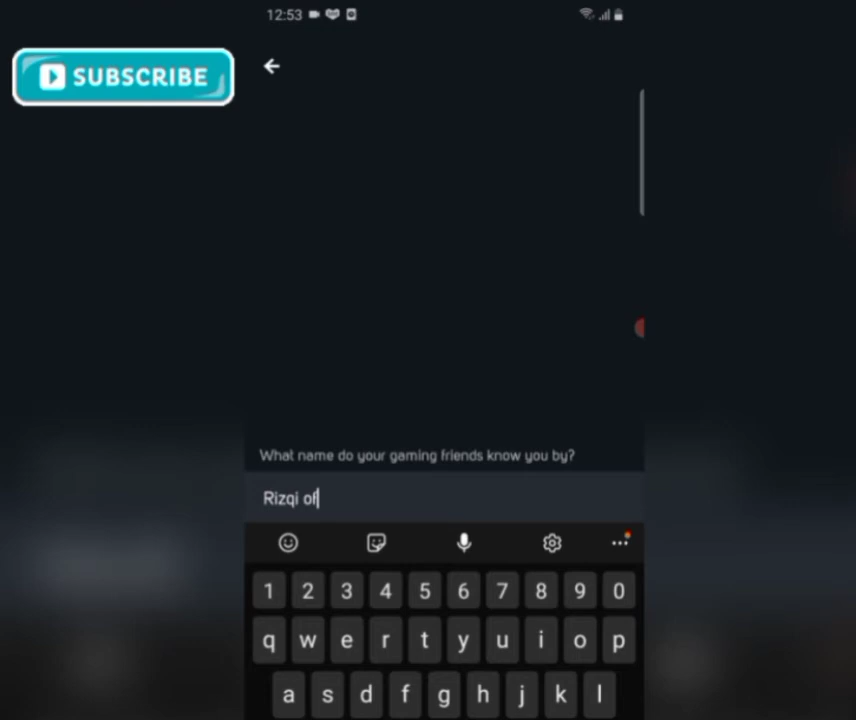 12:53
SUBSCRIBE
What name do your gaming friends know you by?
Rizqi of
1 2 3 4 5 6 7 8 9 0
q w e r t y u i o p
a s d f g h j k l